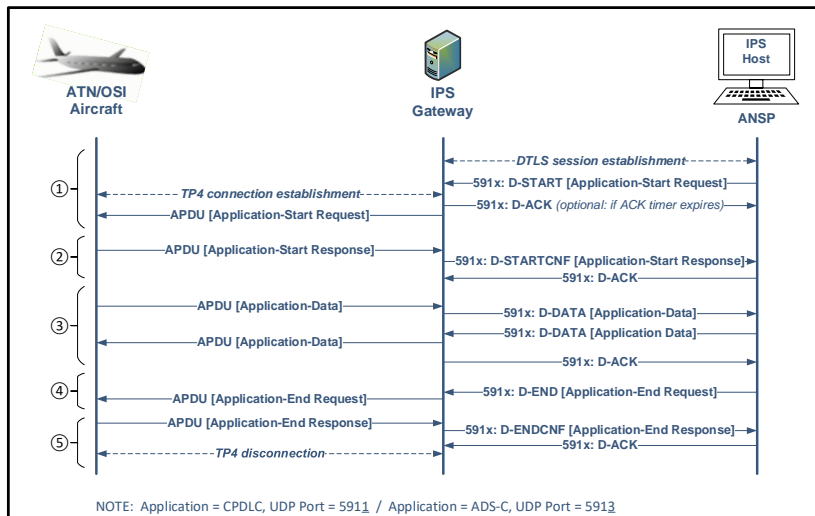 ATN/OSI
Aircraft
IPS
Gateway
IPS
Host
ANSP
①
DTLS session establishment
591x: D-START [Application-Start Request]
TP4 connection establishment
591x: D-ACK (optional: if ACK timer expires)
APDU [Application-Start Request]
②
APDU [Application-Start Response]
591x: D-STARTCNF [Application-Start Response]
591x: D-ACK
③
APDU [Application-Data]
591x: D-DATA [Application-Data]
591x: D-DATA [Application Data]
APDU [Application-Data]
591x: D-ACK
④
591x: D-END [Application-End Request]
APDU [Application-End Request]
⑤
APDU [Application-End Response]
591x: D-ENDCNF [Application-End Response]
591x: D-ACK
TP4 disconnection
NOTE: Application = CPDLC, UDP Port = 5911 / Application = ADS-C, UDP Port = 5913